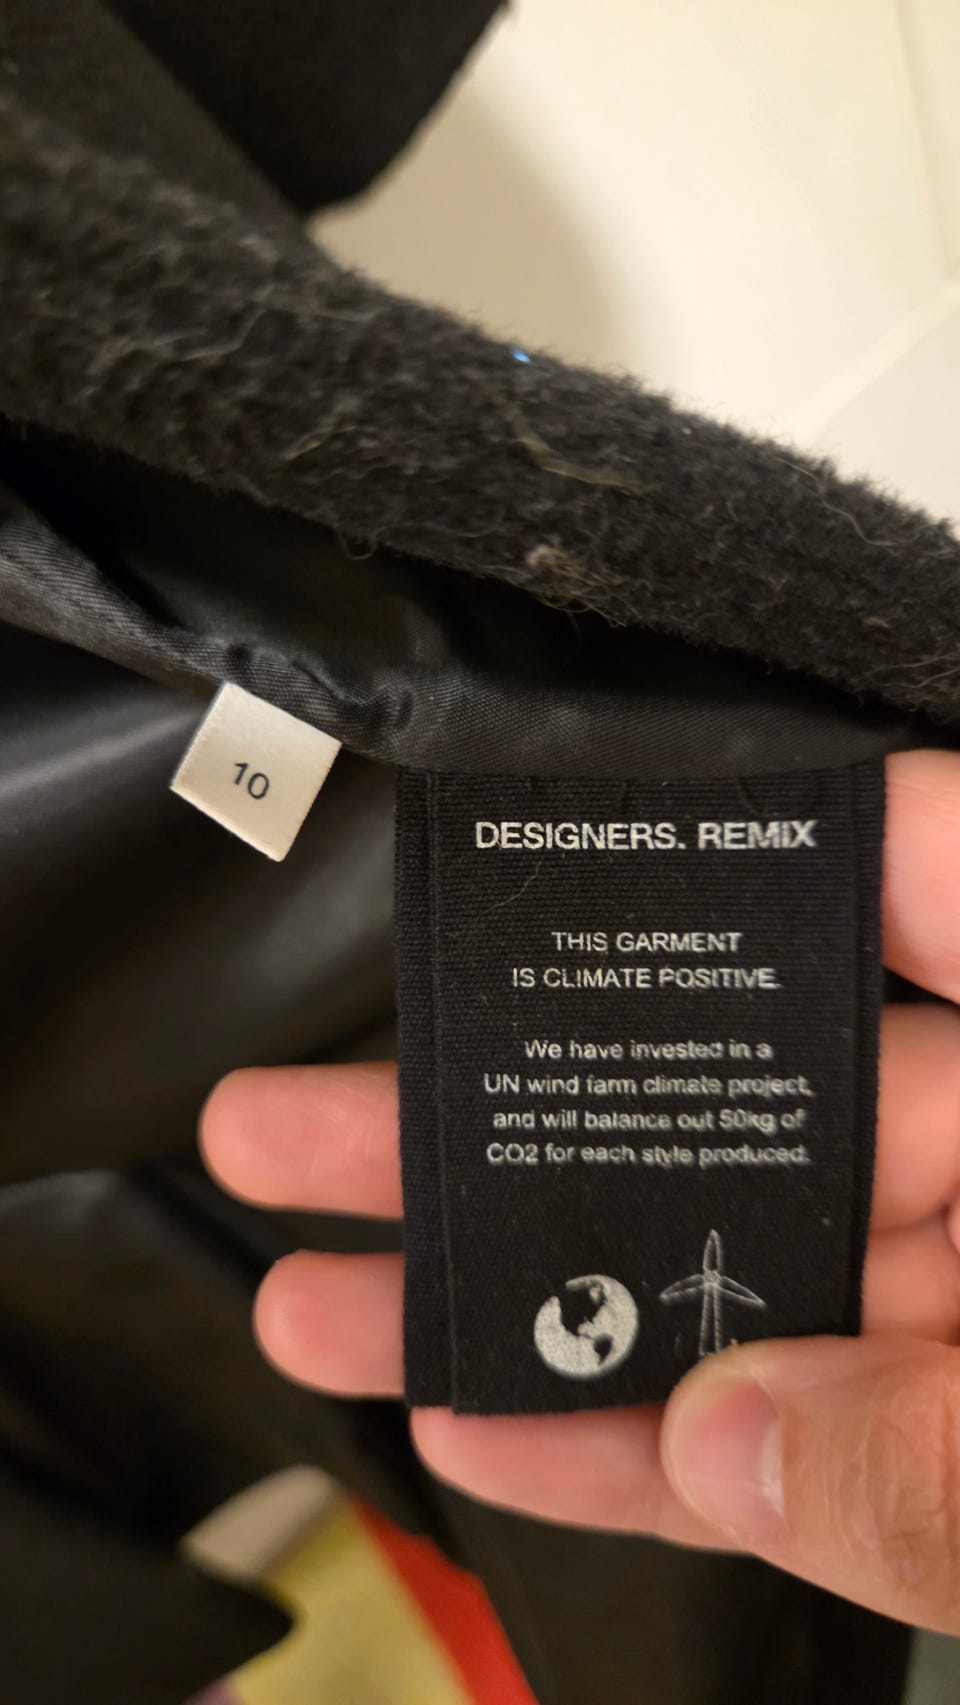 10
DESIGNERS. REMIX
THIS GARMENT
IS CLIMATE POSITIVE.
We have invested in a
UN wind farm climate project,
and will balance out 50kg of
CO2 for each style produced.